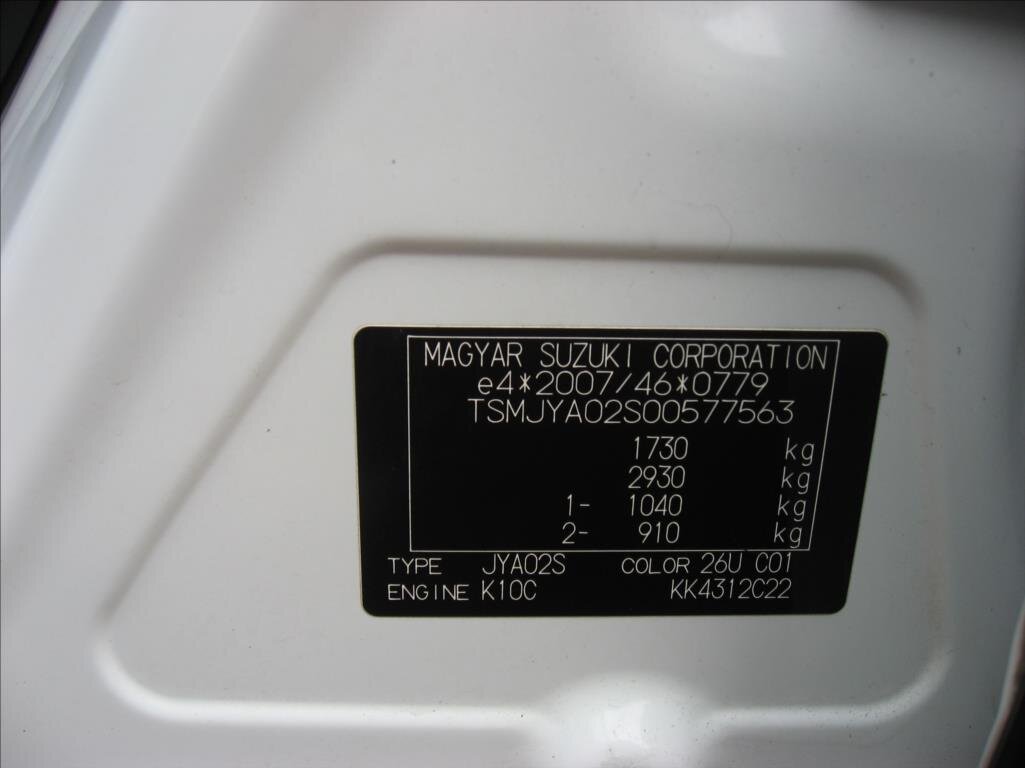 MAGYAR SUZUKI CORPORATION
e4*2007/46*0779
TSMJYA02S00577563
1730 kg
2930 kg
1- 1040 kg
2- 910 kg
TYPE JYA02S COLOR 26U C01
ENGINE K10C KK4312C22